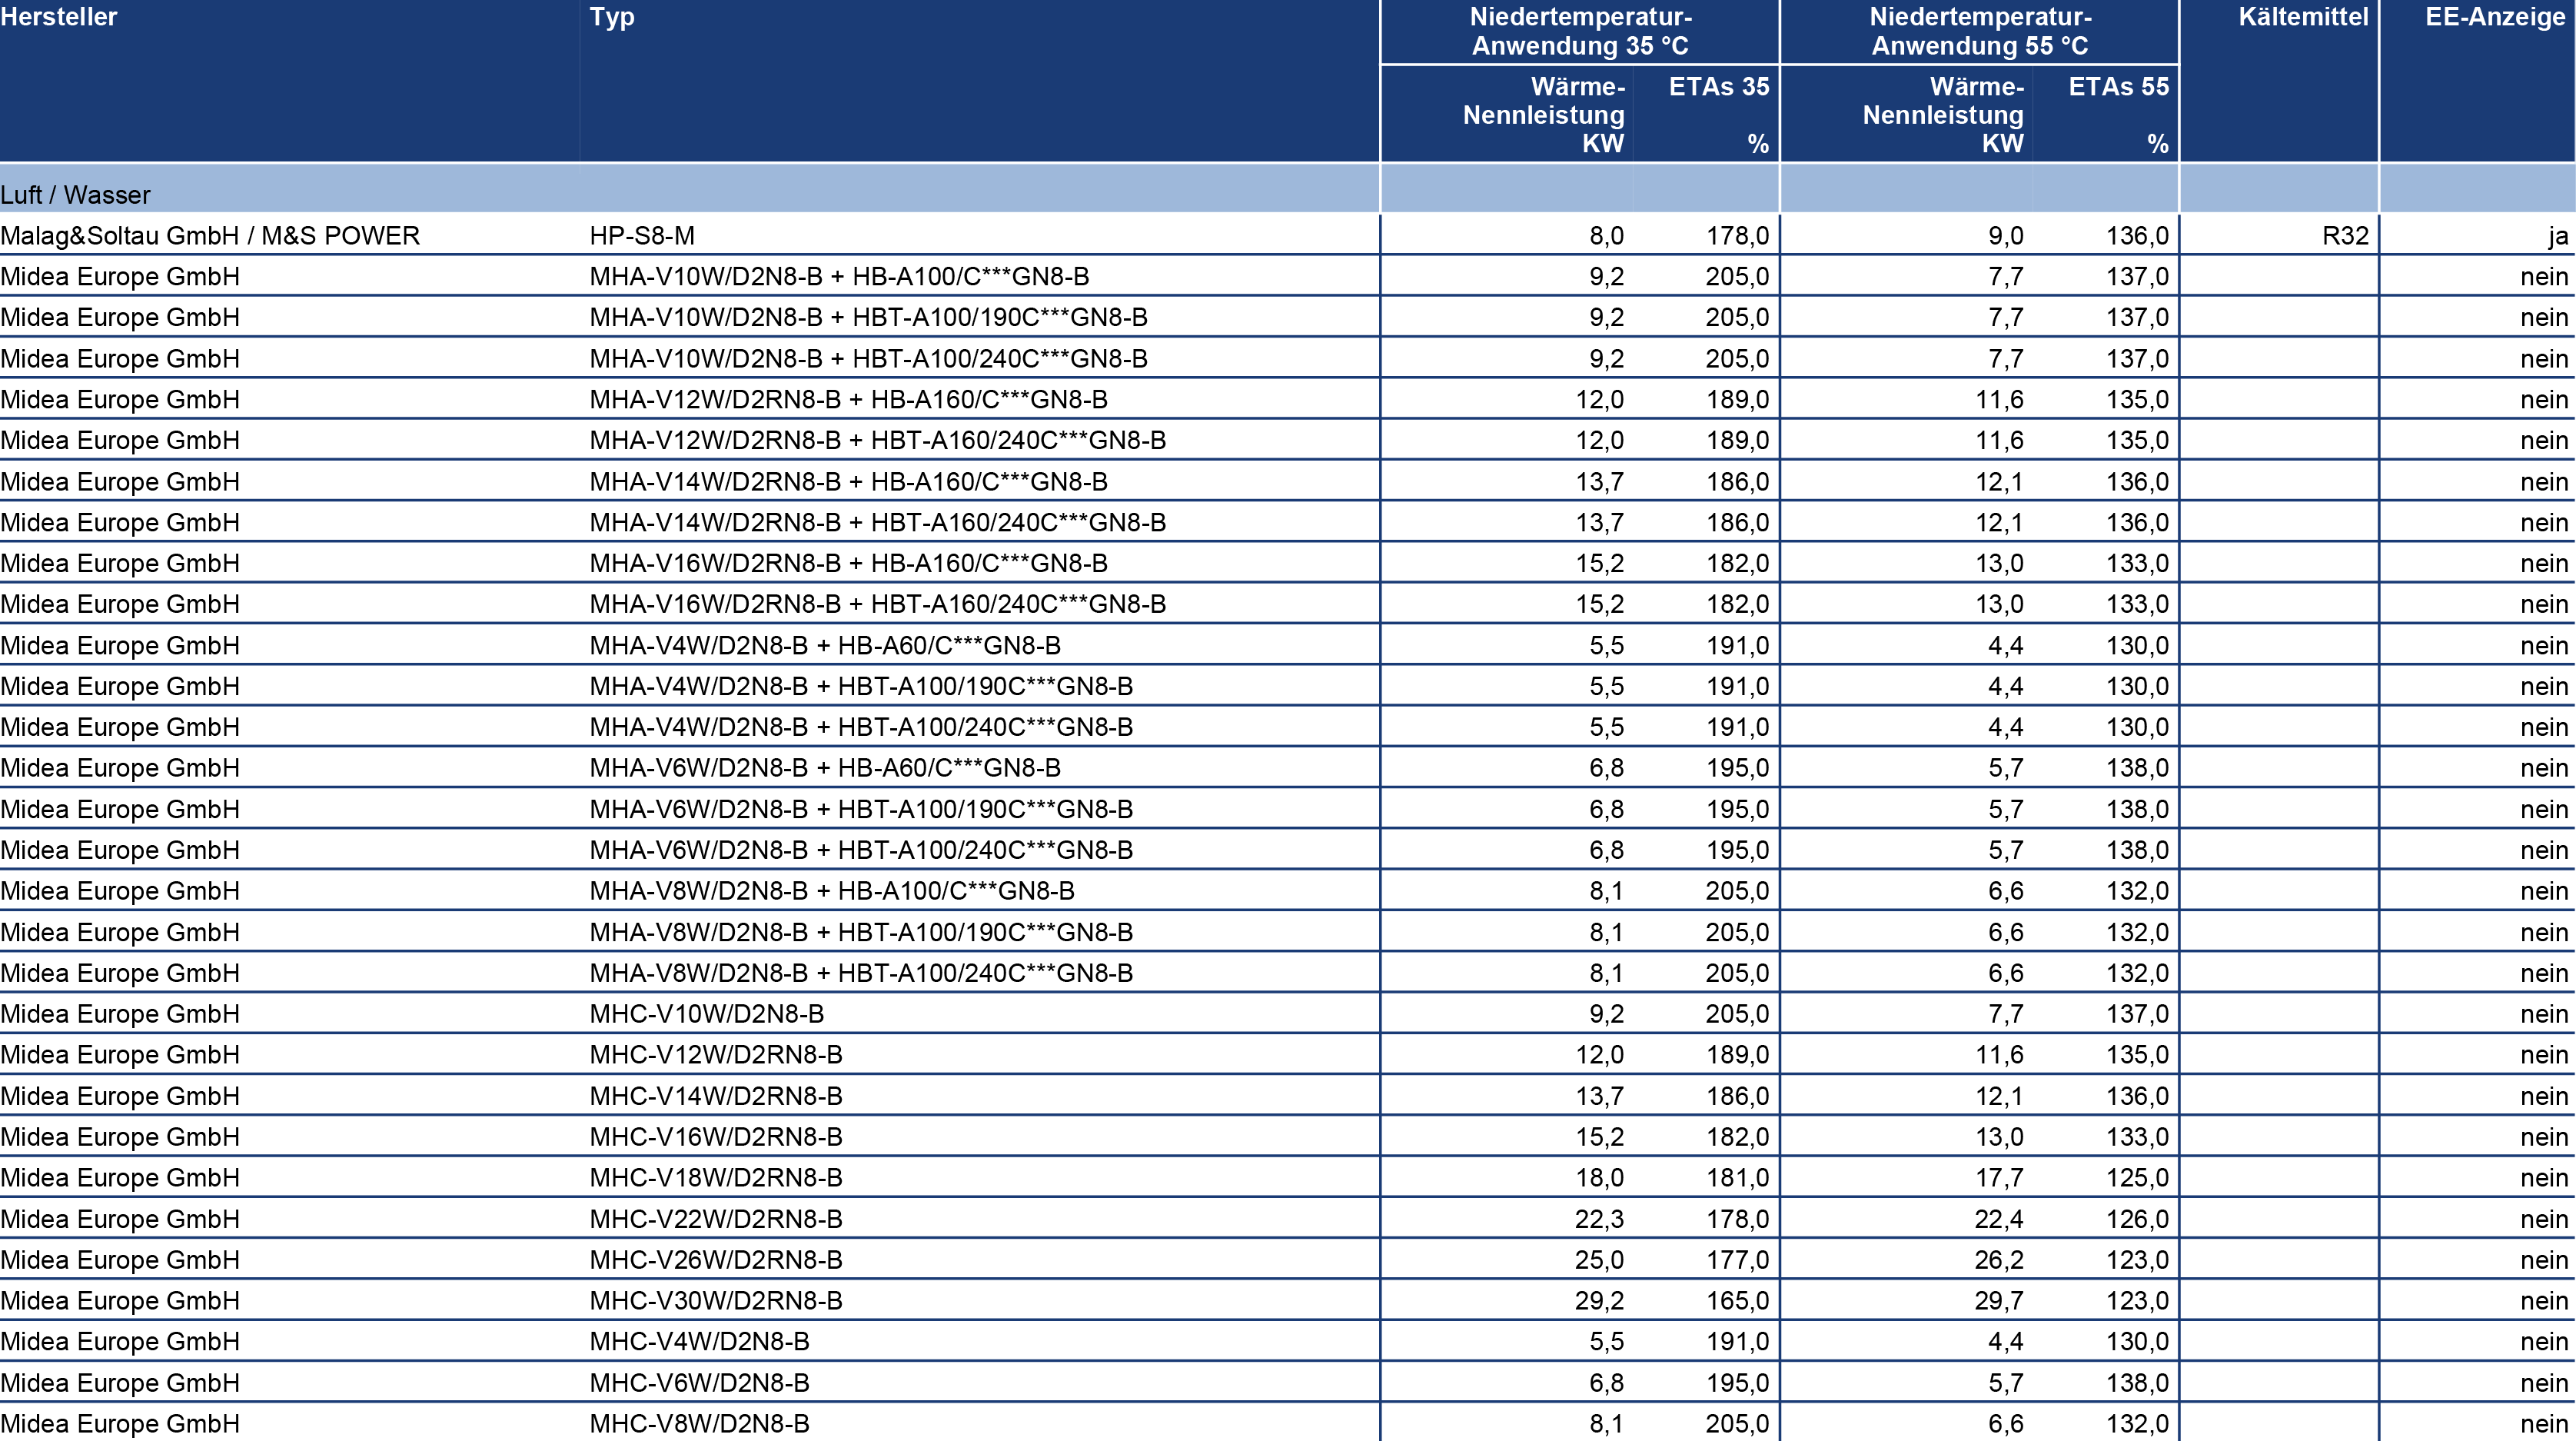 Hersteller Typ Niedertemperatur- Niedertemperatur- Kältemittel EE-Anzeige
Anwendung 35 °C Anwendung 55 °C
Wärme- ETAs 35 Wärme- ETAs 55
Nennleistung Nennleistung
KW % KW %
Luft / Wasser
Malag&Soltau GmbH / M&S POWER HP-S8-M 8,0 178,0 9,0 136,0 R32 ja
Midea Europe GmbH MHA-V10W/D2N8-B + HB-A100/C***GN8-B 9,2 205,0 7,7 137,0 nein
Midea Europe GmbH MHA-V10W/D2N8-B + HBT-A100/190C***GN8-B 9,2 205,0 7,7 137,0 nein
Midea Europe GmbH MHA-V10W/D2N8-B + HBT-A100/240C***GN8-B 9,2 205,0 7,7 137,0 nein
Midea Europe GmbH MHA-V12W/D2RN8-B + HB-A160/C***GN8-B 12,0 189,0 11,6 135,0 nein
Midea Europe GmbH MHA-V12W/D2RN8-B + HBT-A160/240C***GN8-B 12,0 189,0 11,6 135,0 nein
Midea Europe GmbH MHA-V14W/D2RN8-B + HB-A160/C***GN8-B 13,7 186,0 12,1 136,0 nein
Midea Europe GmbH MHA-V14W/D2RN8-B + HBT-A160/240C***GN8-B 13,7 186,0 12,1 136,0 nein
Midea Europe GmbH MHA-V16W/D2RN8-B + HB-A160/C***GN8-B 15,2 182,0 13,0 133,0 nein
Midea Europe GmbH MHA-V16W/D2RN8-B + HBT-A160/240C***GN8-B 15,2 182,0 13,0 133,0 nein
Midea Europe GmbH MHA-V4W/D2N8-B + HB-A60/C***GN8-B 5,5 191,0 4,4 130,0 nein
Midea Europe GmbH MHA-V4W/D2N8-B + HBT-A100/190C***GN8-B 5,5 191,0 4,4 130,0 nein
Midea Europe GmbH MHA-V4W/D2N8-B + HBT-A100/240C***GN8-B 5,5 191,0 4,4 130,0 nein
Midea Europe GmbH MHA-V6W/D2N8-B + HB-A60/C***GN8-B 6,8 195,0 5,7 138,0 nein
Midea Europe GmbH MHA-V6W/D2N8-B + HBT-A100/190C***GN8-B 6,8 195,0 5,7 138,0 nein
Midea Europe GmbH MHA-V6W/D2N8-B + HBT-A100/240C***GN8-B 6,8 195,0 5,7 138,0 nein
Midea Europe GmbH MHA-V8W/D2N8-B + HB-A100/C***GN8-B 8,1 205,0 6,6 132,0 nein
Midea Europe GmbH MHA-V8W/D2N8-B + HBT-A100/190C***GN8-B 8,1 205,0 6,6 132,0 nein
Midea Europe GmbH MHA-V8W/D2N8-B + HBT-A100/240C***GN8-B 8,1 205,0 6,6 132,0 nein
Midea Europe GmbH MHC-V10W/D2N8-B 9,2 205,0 7,7 137,0 nein
Midea Europe GmbH MHC-V12W/D2RN8-B 12,0 189,0 11,6 135,0 nein
Midea Europe GmbH MHC-V14W/D2RN8-B 13,7 186,0 12,1 136,0 nein
Midea Europe GmbH MHC-V16W/D2RN8-B 15,2 182,0 13,0 133,0 nein
Midea Europe GmbH MHC-V18W/D2RN8-B 18,0 181,0 17,7 125,0 nein
Midea Europe GmbH MHC-V22W/D2RN8-B 22,3 178,0 22,4 126,0 nein
Midea Europe GmbH MHC-V26W/D2RN8-B 25,0 177,0 26,2 123,0 nein
Midea Europe GmbH MHC-V30W/D2RN8-B 29,2 165,0 29,7 123,0 nein
Midea Europe GmbH MHC-V4W/D2N8-B 5,5 191,0 4,4 130,0 nein
Midea Europe GmbH MHC-V6W/D2N8-B 6,8 195,0 5,7 138,0 nein
Midea Europe GmbH MHC-V8W/D2N8-B 8,1 205,0 6,6 132,0 nein